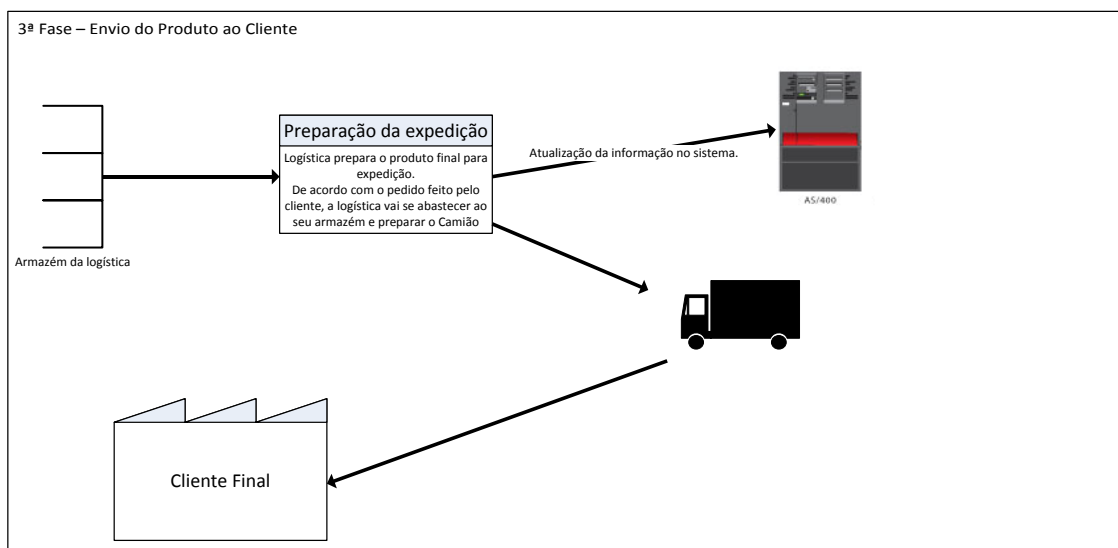 3ª Fase – Envio do Produto ao Cliente
Preparação da expedição
Logística prepara o produto final para
expedição.
De acordo com o pedido feito pelo
cliente, a logística vai se abastecer ao
seu armazém e preparar o Camião
Atualização da informação no sistema.
AS/400
Armazém da logística
Cliente Final